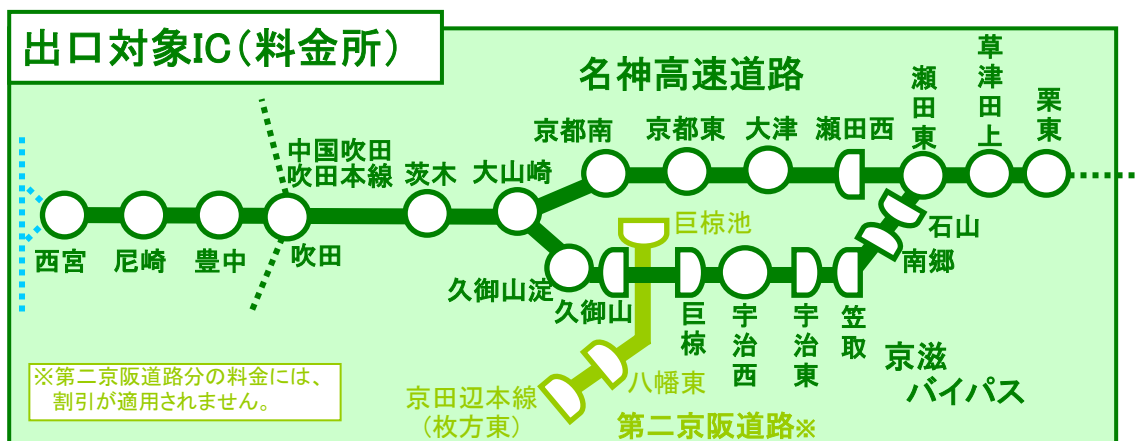 出口対象IC(料金所)
名神高速道路
草津田上
栗東
瀬田東
京都南
京都東
大津
瀬田西
中国吹田
吹田本線
茨木
大山崎
西宮
尼崎
豊中
吹田
巨椋池
石山
南郷
久御山淀
久御山
巨椋
宇治西
宇治東
笠取
京滋
バイパス
※第二京阪道路分の料金には、
割引が適用されません。
京田辺本線
(枚方東)
八幡東
第二京阪道路※